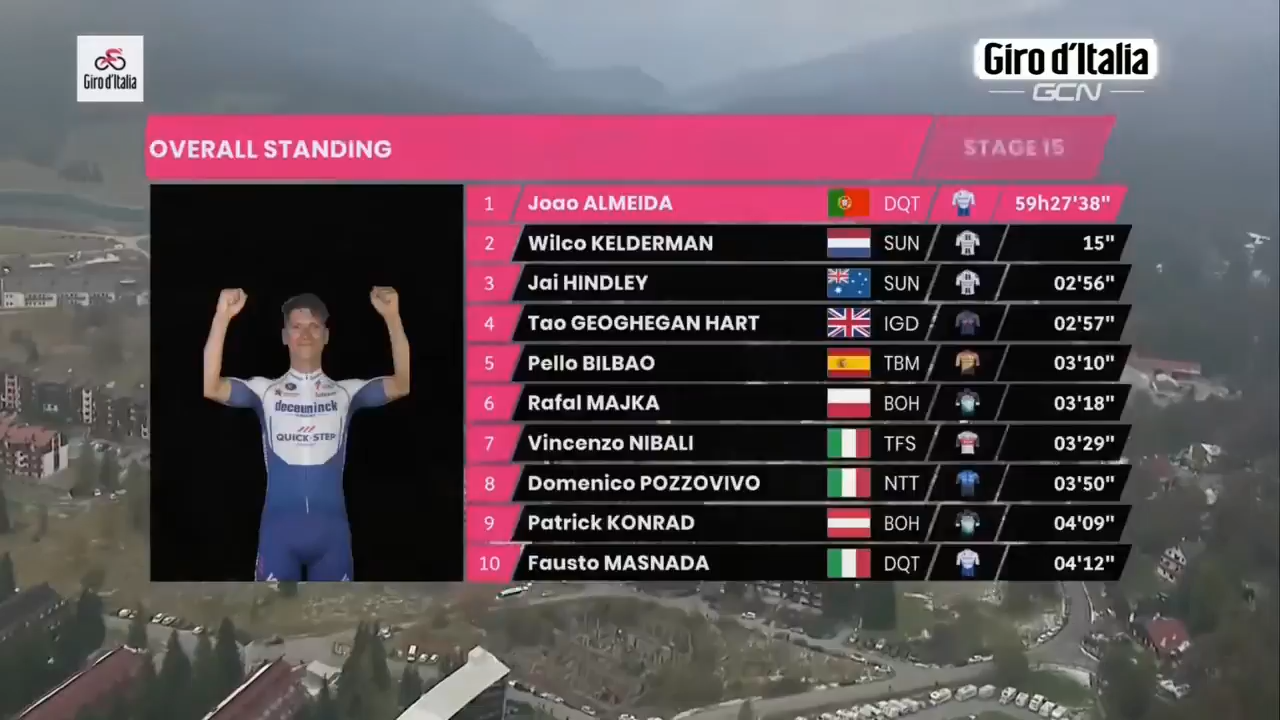 Giro d'Italia
Giro d'Italia
GCN
OVERALL STANDING
STAGE 15
1 Joao ALMEIDA DQT 59h27'38"
2 Wilco KELDERMAN SUN 15"
3 Jai HINDLEY SUN 02'56"
4 Tao GEOGHEGAN HART IGD 02'57"
5 Pello BILBAO TBM 03'10"
6 Rafal MAJKA BOH 03'18"
7 Vincenzo NIBALI TFS 03'29"
8 Domenico POZZOVIVO NTT 03'50"
9 Patrick KONRAD BOH 04'09"
10 Fausto MASNADA DQT 04'12"
deceuninck
QUICK-STEP